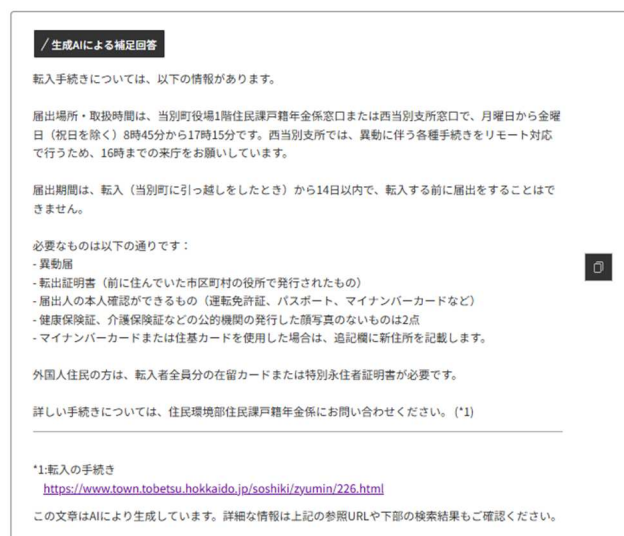 /生成AIによる補足回答
転入手続きについては、以下の情報があります。
届出場所・取扱時間は、当別町役場1階住民課戸籍年金係窓口または西当別支所窓口で、月曜日から金曜
日（祝日を除く）8時45分から17時15分です。西当別支所では、異動に伴う各種手続きをリモート対応
で行うため、16時までの来庁をお願いしています。
届出期間は、転入（当別町に引っ越しをしたとき）から14日以内で、転入する前に届出をすることはで
きません。
必要なものは以下の通りです：
- 異動届
- 転出証明書（前に住んでいた市区町村の役所で発行されたもの）
- 届出人の本人確認ができるもの（運転免許証、パスポート、マイナンバーカードなど）
- 健康保険証、介護保険証などの公的機関の発行した顔写真のないものは2点
- マイナンバーカードまたは住基カードを使用した場合は、追記欄に新住所を記載します。
外国人住民の方は、転入者全員分の在留カードまたは特別永住者証明書が必要です。
詳しい手続きについては、住民環境部住民課戸籍年金係にお問い合わせください。 (*1)
*1:転入の手続き
https://www.town.tobetsu.hokkaido.jp/soshiki/zyumin/226.html
この文章はAIにより生成しています。詳細な情報は上記の参照URLや下部の検索結果もご確認ください。